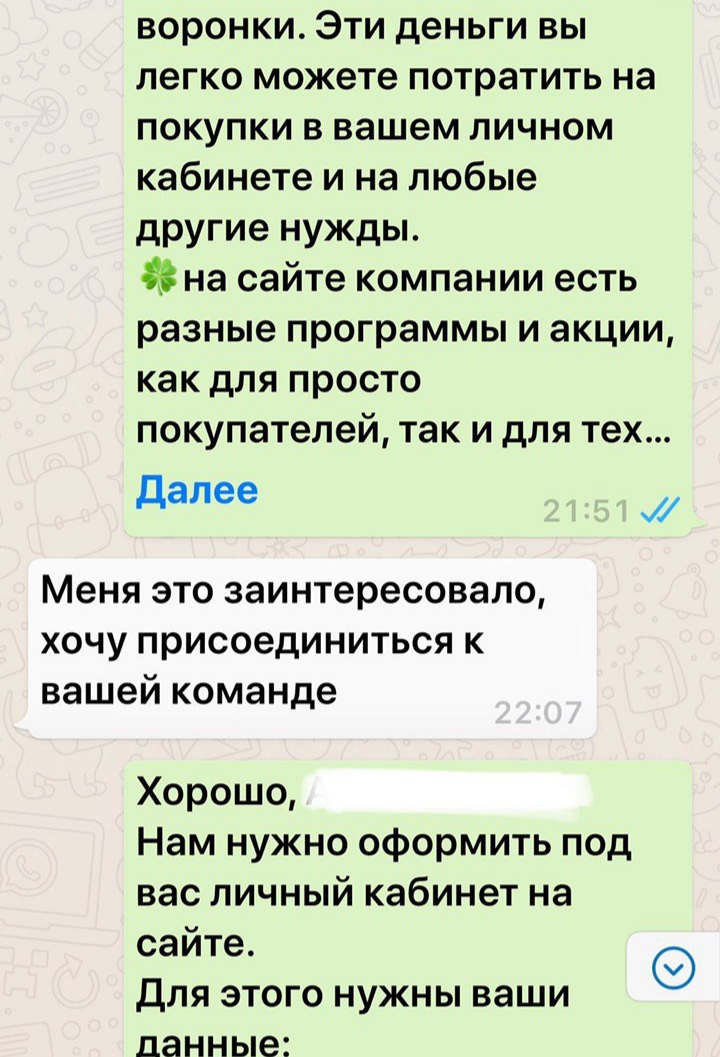 воронки. Эти деньги вы
легко можете потратить на
покупки в вашем личном
кабинете и на любые
другие нужды.
🍀на сайте компании есть
разные программы и акции,
как для просто
покупателей, так и для тех...
Далее
21:51
Меня это заинтересовало,
хочу присоединиться к
вашей команде
22:07
Хорошо,
Нам нужно оформить под
вас личный кабинет на
сайте.
Для этого нужны ваши
данные: